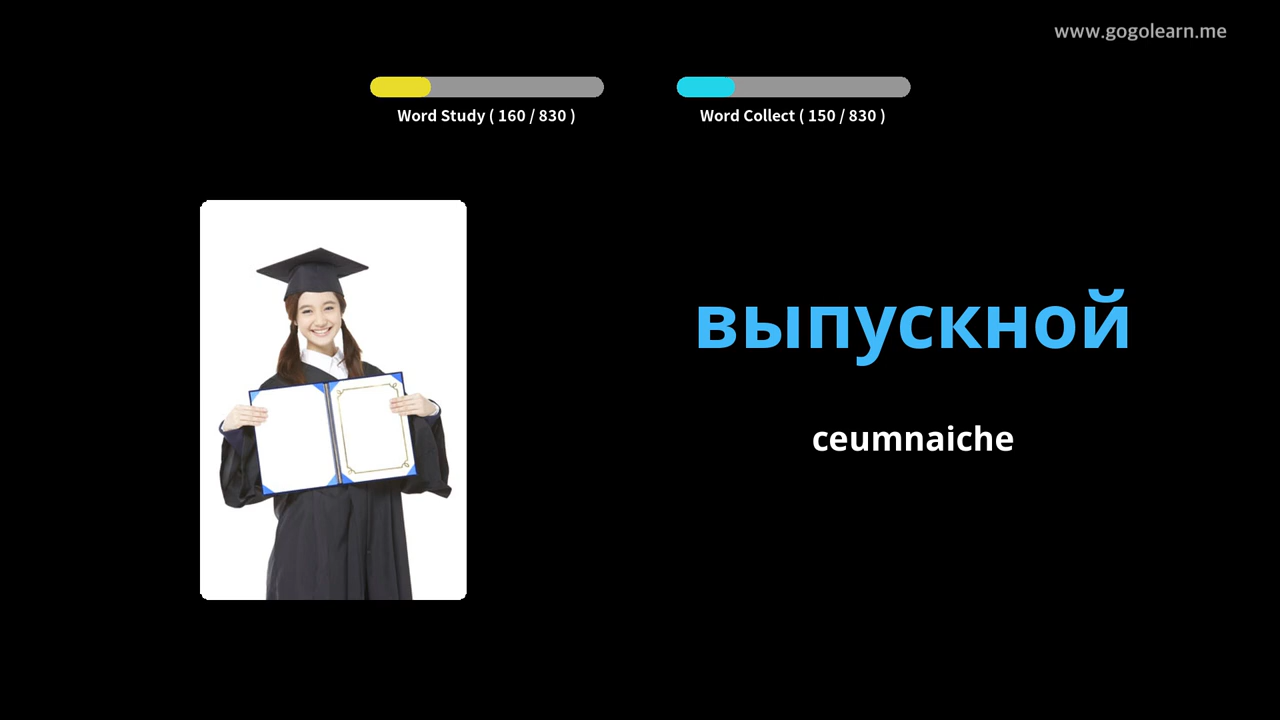 www.gogolearn.me
Word Study ( 160 / 830 )
Word Collect ( 150 / 830 )
выпускной
ceumnaiche